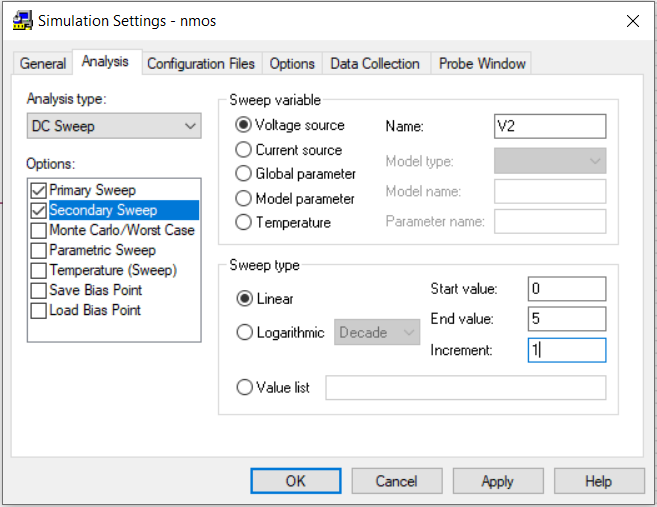 Simulation Settings - nmos
General Analysis Configuration Files Options Data Collection Probe Window
Analysis type:
DC Sweep
Options:
Primary Sweep
Secondary Sweep
Monte Carlo/Worst Case
Parametric Sweep
Temperature (Sweep)
Save Bias Point
Load Bias Point
Sweep variable
Voltage source
Name: V2
Current source
Model type:
Global parameter
Model name:
Model parameter
Parameter name:
Temperature
Sweep type
Linear
Start value: 0
End value: 5
Logarithmic Decade
Increment: 1
Value list
OK Cancel Apply Help